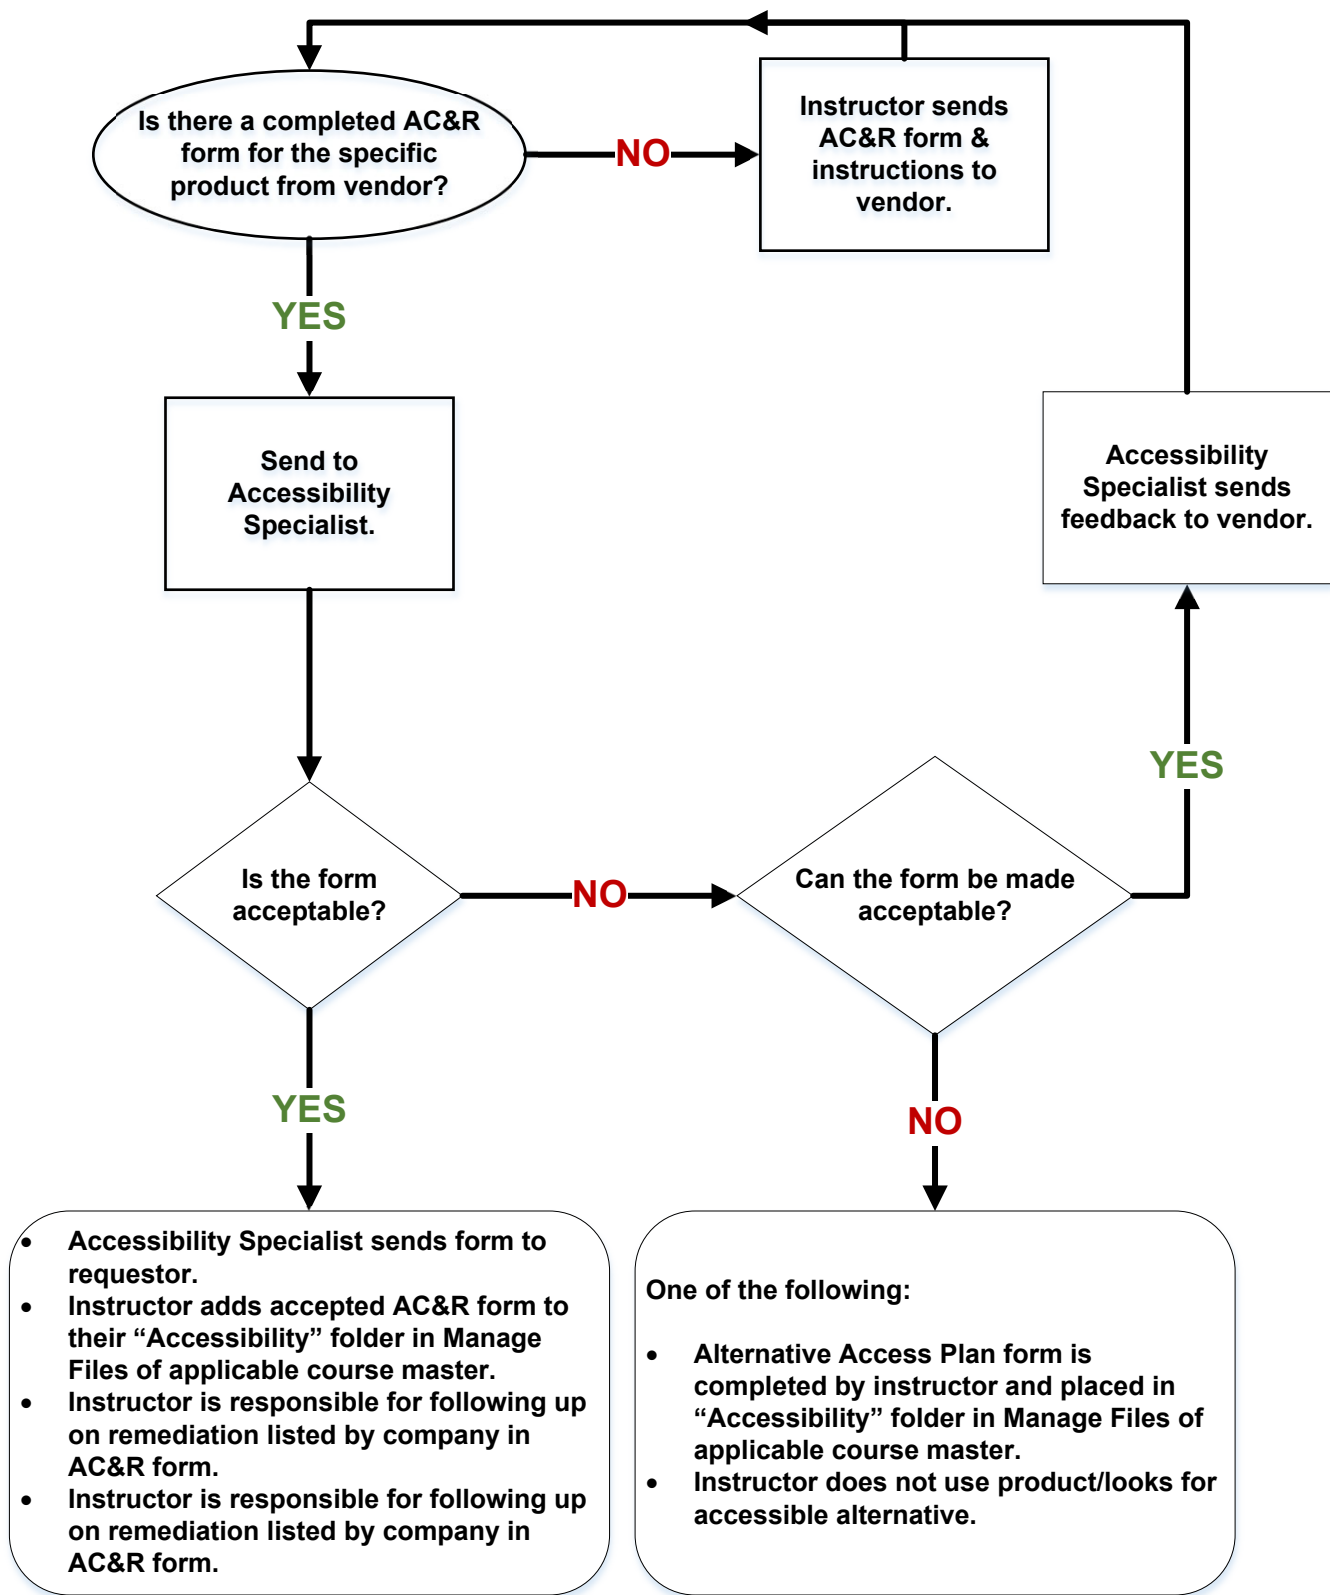 Is there a completed AC&R
form for the specific
product from vendor?
NO
Instructor sends
AC&R form &
instructions to
vendor.
YES
Send to
Accessibility
Specialist.
Accessibility
Specialist sends
feedback to vendor.
YES
Is the form
acceptable?
NO
Can the form be made
acceptable?
YES
NO
• Accessibility Specialist sends form to
requestor.
• Instructor adds accepted AC&R form to
their “Accessibility” folder in Manage
Files of applicable course master.
• Instructor is responsible for following up
on remediation listed by company in
AC&R form.
• Instructor is responsible for following up
on remediation listed by company in
AC&R form.
One of the following:
• Alternative Access Plan form is
completed by instructor and placed in
“Accessibility” folder in Manage Files of
applicable course master.
• Instructor does not use product/looks for
accessible alternative.